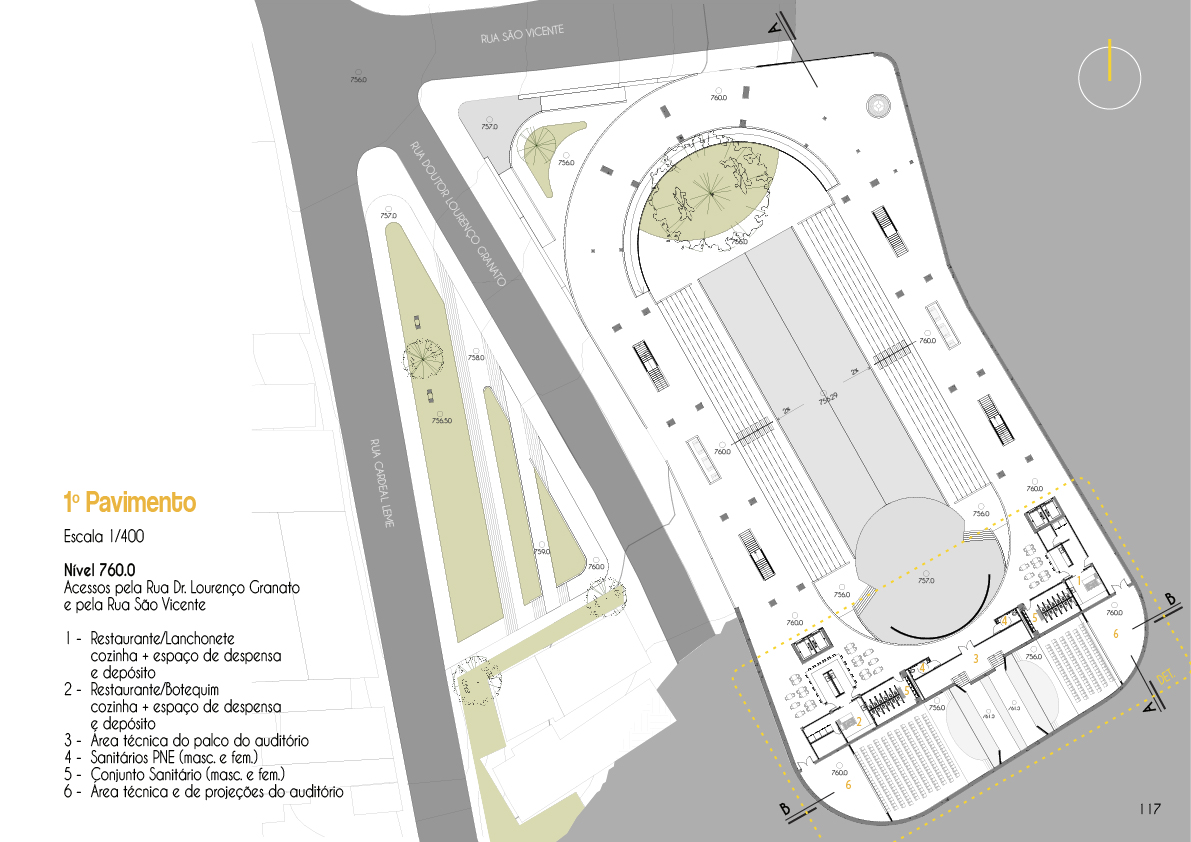 RUA SÃO VICENTE
A
756.0
760.0
757.0
756.0
RUA DOUTOR LOURENÇO GRANATO
757.0
756.0
758.0
760.0
2%
756.29
2%
756.50
RUA CARDEAL LEME
760.0
760.0
756.0
759.0
760.0
757.0
756.0
760.0
760.0
1
B
6
4
5
3
756.0
4
5
DET.
A
756.0
761.0
761.0
2
760.0
6
B
1º Pavimento
Escala 1/400
Nível 760.0
Acessos pela Rua Dr. Lourenço Granato
e pela Rua São Vicente
1 - Restaurante/Lanchonete
cozinha + espaço de despensa
e depósito
2 - Restaurante/Botequim
cozinha + espaço de despensa
e depósito
3 - Área técnica do palco do auditório
4 - Sanitários PNE (masc. e fem.)
5 - Conjunto Sanitário (masc. e fem.)
6 - Área técnica e de projeções do auditório
117